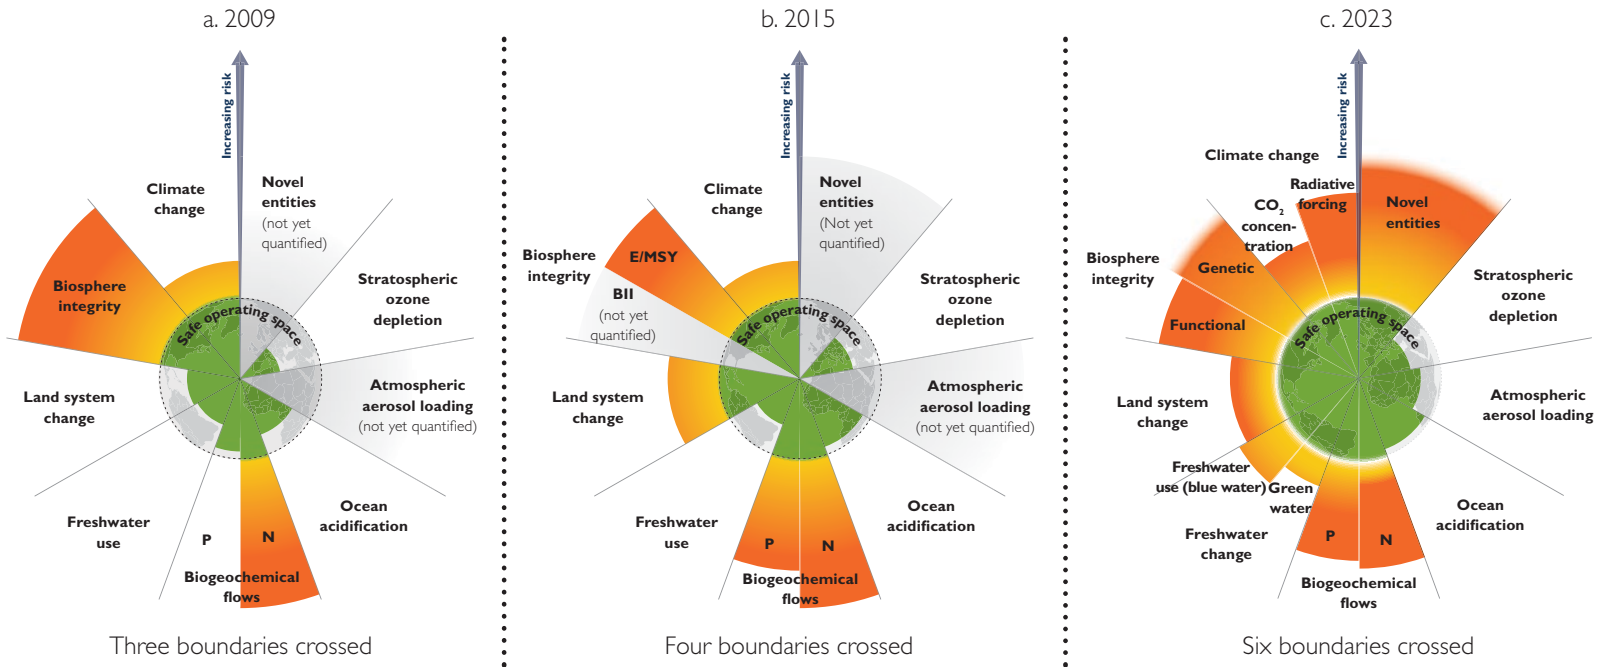 a. 2009
Increasing risk
Climate
change
Novel
entities
(not yet
quantified)
Biosphere
integrity
Stratospheric
ozone
depletion
Safe operating space
Land system
change
Atmospheric
aerosol loading
(not yet quantified)
Freshwater
use
P
N
Biogeochemical
flows
Ocean
acidification
Three boundaries crossed
b. 2015
Increasing risk
Climate
change
Novel
entities
(Not yet
quantified)
Biosphere
integrity
E/MSY
BII
(not yet
quantified)
Stratospheric
ozone
depletion
Safe operating space
Land system
change
Atmospheric
aerosol loading
(not yet quantified)
Freshwater
use
P
N
Biogeochemical
flows
Ocean
acidification
Four boundaries crossed
c. 2023
Increasing risk
Climate change
Radiative
forcing
CO2
concen-
tration
Novel
entities
Biosphere
integrity
Genetic
Functional
Stratospheric
ozone
depletion
Safe operating space
Land system
change
Atmospheric
aerosol loading
Freshwater
use (blue water)
Green
water
Freshwater
change
P
N
Biogeochemical
flows
Ocean
acidification
Six boundaries crossed